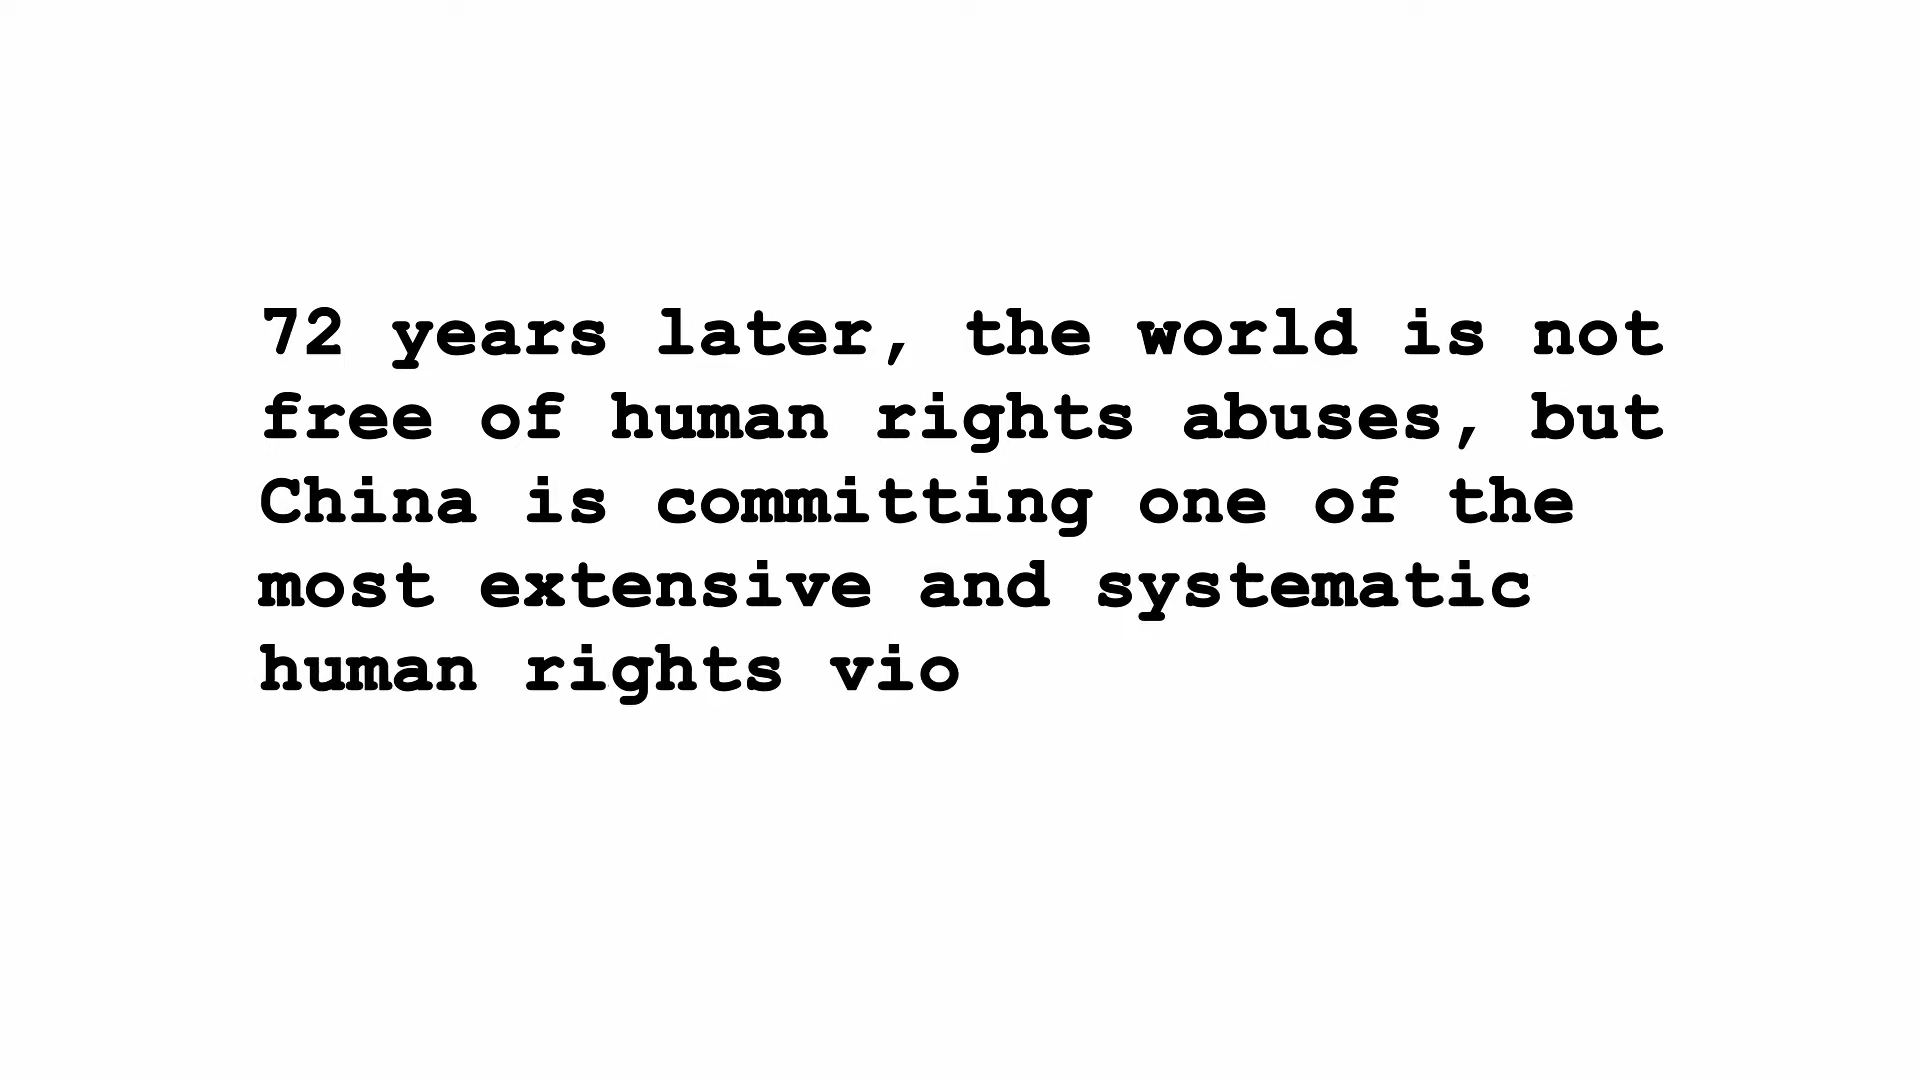 72 years later, the world is not
free of human rights abuses, but
China is committing one of the
most extensive and systematic
human rights vio